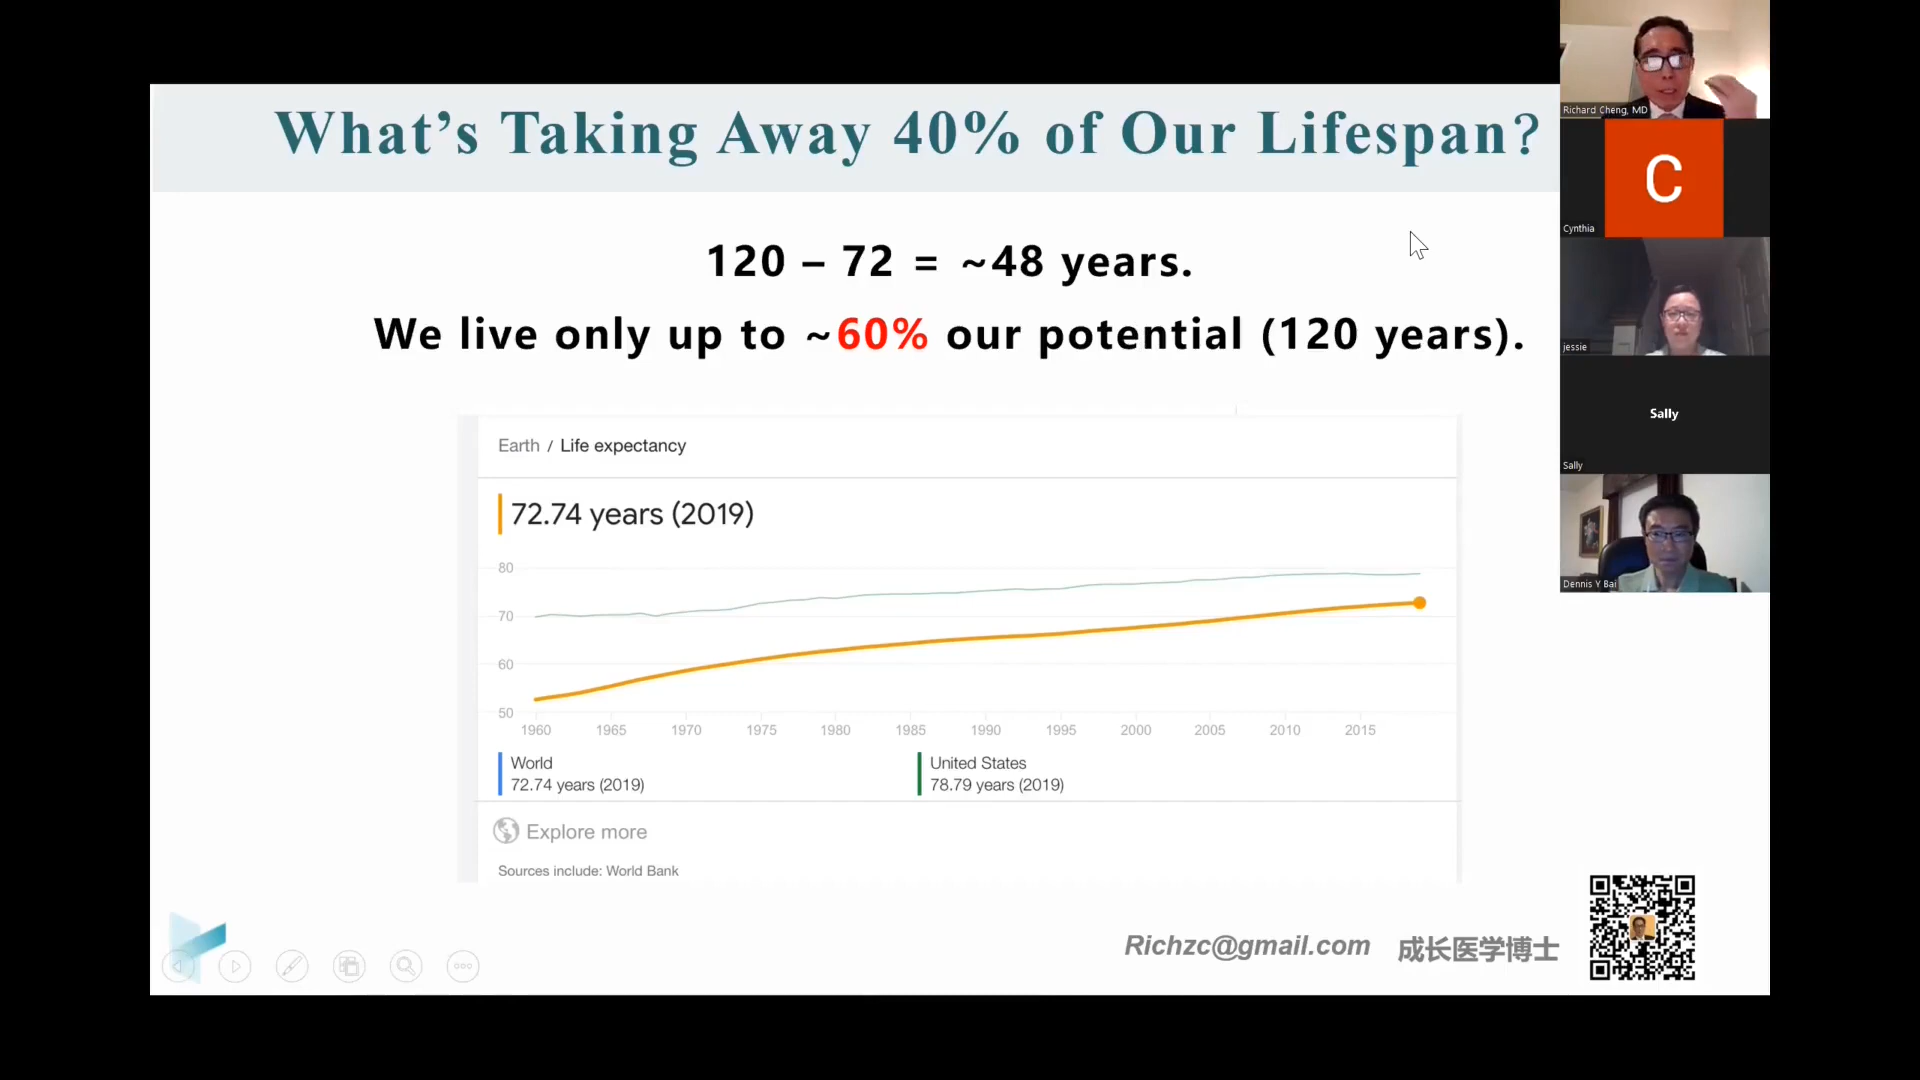 What's Taking Away 40% of Our Lifespan?
120 – 72 = ~48 years.
We live only up to ~60% our potential (120 years).
Earth / Life expectancy
72.74 years (2019)
80
70
60
50
1960 1965 1970 1975 1980 1985 1990 1995 2000 2005 2010 2015
World
72.74 years (2019)
United States
78.79 years (2019)
Explore more
Sources include: World Bank
Richzc@gmail.com 成长医学博士
Richard Cheng, MD
C
Cynthia
jessie
Sally
Sally
Dennis Y Bai